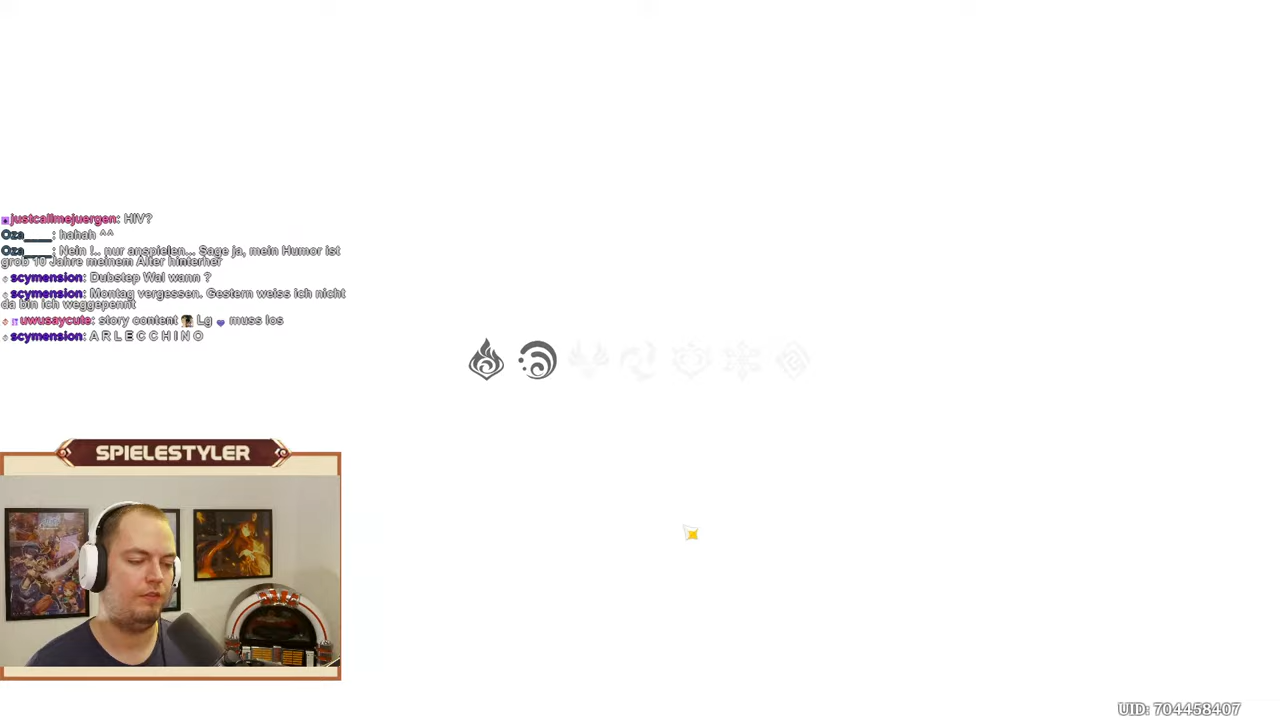 justcallmejuergen: HIV?
Oza____: hahah ^^
Oza____: Nein !.. nur anspielen... Sage ja, mein Humor ist
grob 10 Jahre meinem Alter hinterher
scymension: Dubstep Wal wann ?
scymension: Montag vergessen. Gestern weiss ich nicht
da bin ich weggepennt
uwusaycute: story content Lg muss los
scymension: A R L E C C H I N O
SPIELESTYLER
UID: 704458407